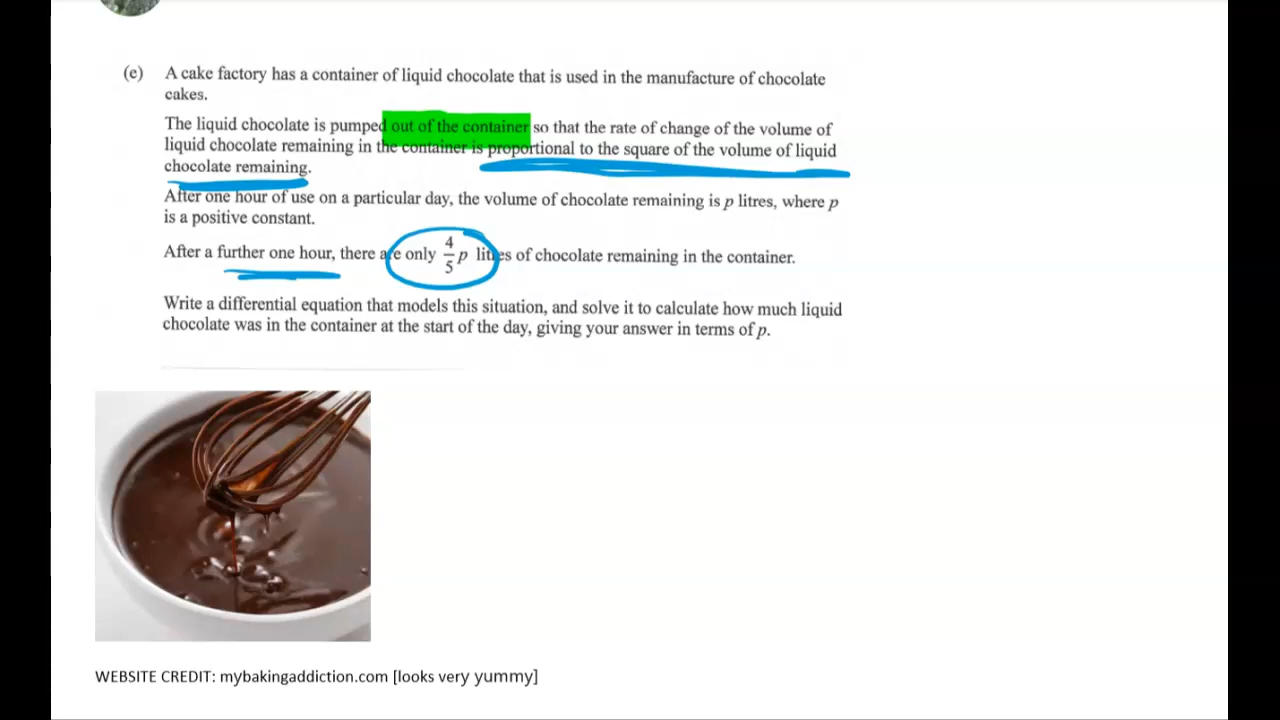 (e) A cake factory has a container of liquid chocolate that is used in the manufacture of chocolate
cakes.
The liquid chocolate is pumped out of the container so that the rate of change of the volume of
liquid chocolate remaining in the container is proportional to the square of the volume of liquid
chocolate remaining.
After one hour of use on a particular day, the volume of chocolate remaining is p litres, where p
is a positive constant.
After a further one hour, there are only 4/5 p litres of chocolate remaining in the container.
Write a differential equation that models this situation, and solve it to calculate how much liquid
chocolate was in the container at the start of the day, giving your answer in terms of p.
WEBSITE CREDIT: mybakingaddiction.com [looks very yummy]